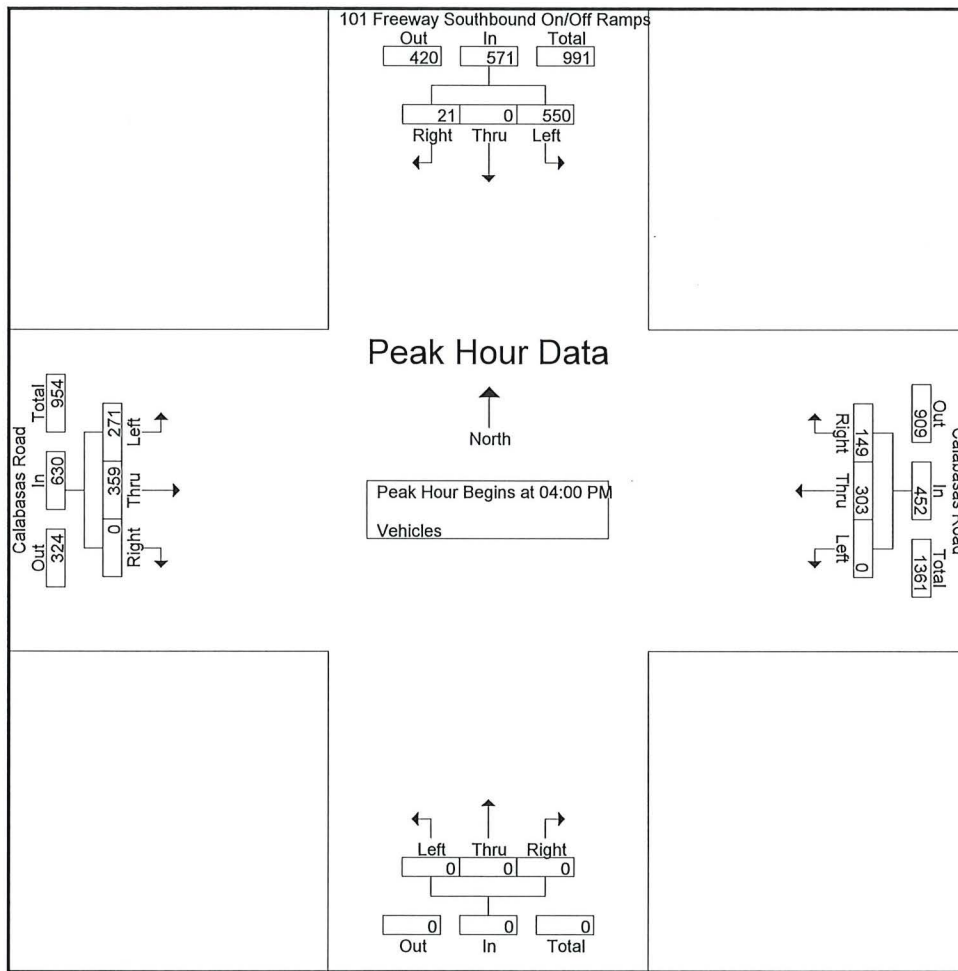 101 Freeway Southbound On/Off Ramps
Out In Total
420 571 991
21 0 550
Right Thru Left
Peak Hour Data
North
Peak Hour Begins at 04:00 PM
Vehicles
Calabasas Road
Out In Total
324 630 954
0 359 271
Right Thru Left
Calabasas Road
Out In Total
909 452 1361
149 303 0
Right Thru Left
Left Thru Right
0 0 0
0 0 0
Out In Total